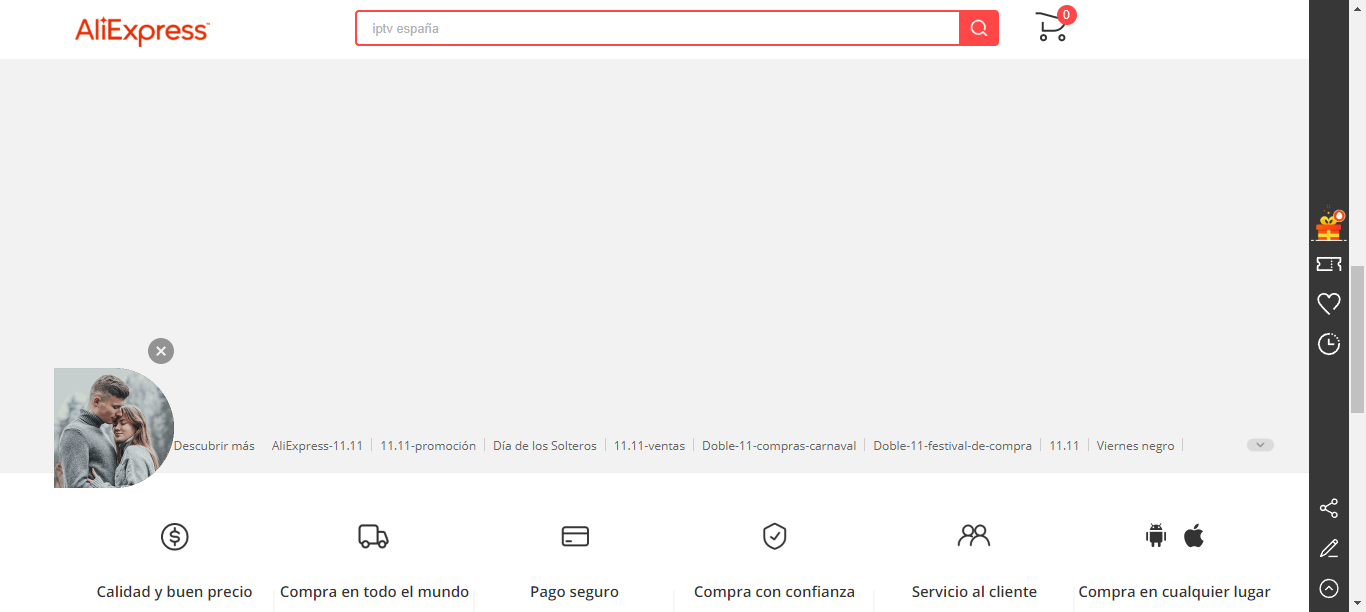 AliExpress
iptv españa
0
Descubrir más AliExpress-11.11 11.11-promoción Día de los Solteros 11.11-ventas Doble-11-compras-carnaval Doble-11-festival-de-compra 11.11 Viernes negro
Calidad y buen precio Compra en todo el mundo Pago seguro Compra con confianza Servicio al cliente Compra en cualquier lugar